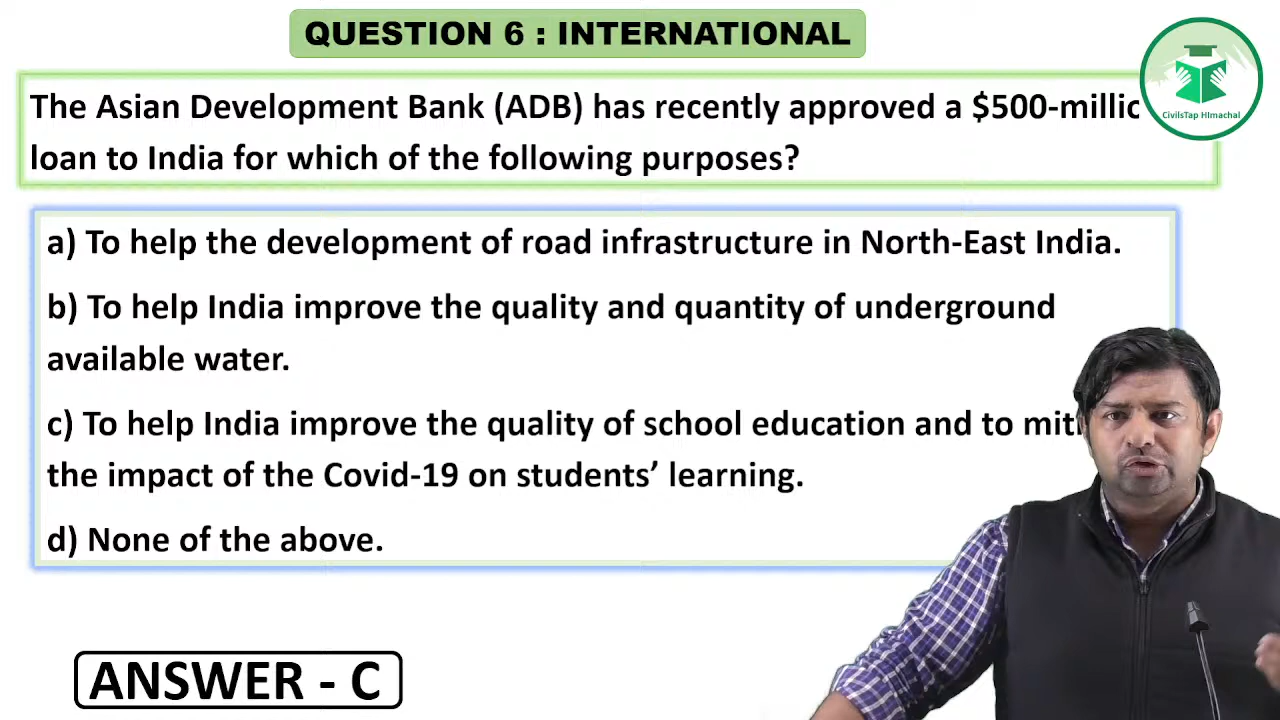 QUESTION 6 : INTERNATIONAL
CivilsTap HImachal
The Asian Development Bank (ADB) has recently approved a $500-millic
loan to India for which of the following purposes?
a) To help the development of road infrastructure in North-East India.
b) To help India improve the quality and quantity of underground
available water.
c) To help India improve the quality of school education and to miti
the impact of the Covid-19 on students’ learning.
d) None of the above.
ANSWER - C